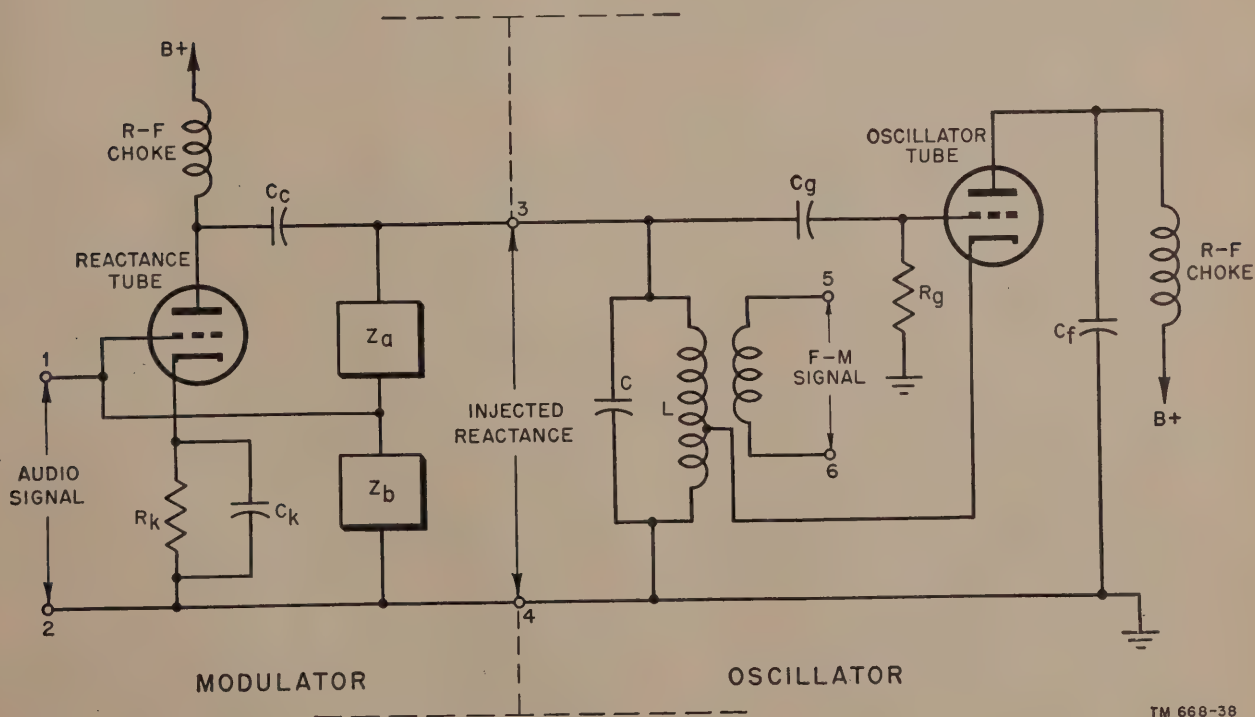 B+
R-F
CHOKE
Cc
REACTANCE
TUBE
1
AUDIO
SIGNAL
2
Rk
Ck
Za
Zb
3
INJECTED
REACTANCE
4
C
L
5
F-M
SIGNAL
6
Cg
Rg
OSCILLATOR
TUBE
Cf
R-F
CHOKE
B+
MODULATOR
OSCILLATOR
TM 668-38